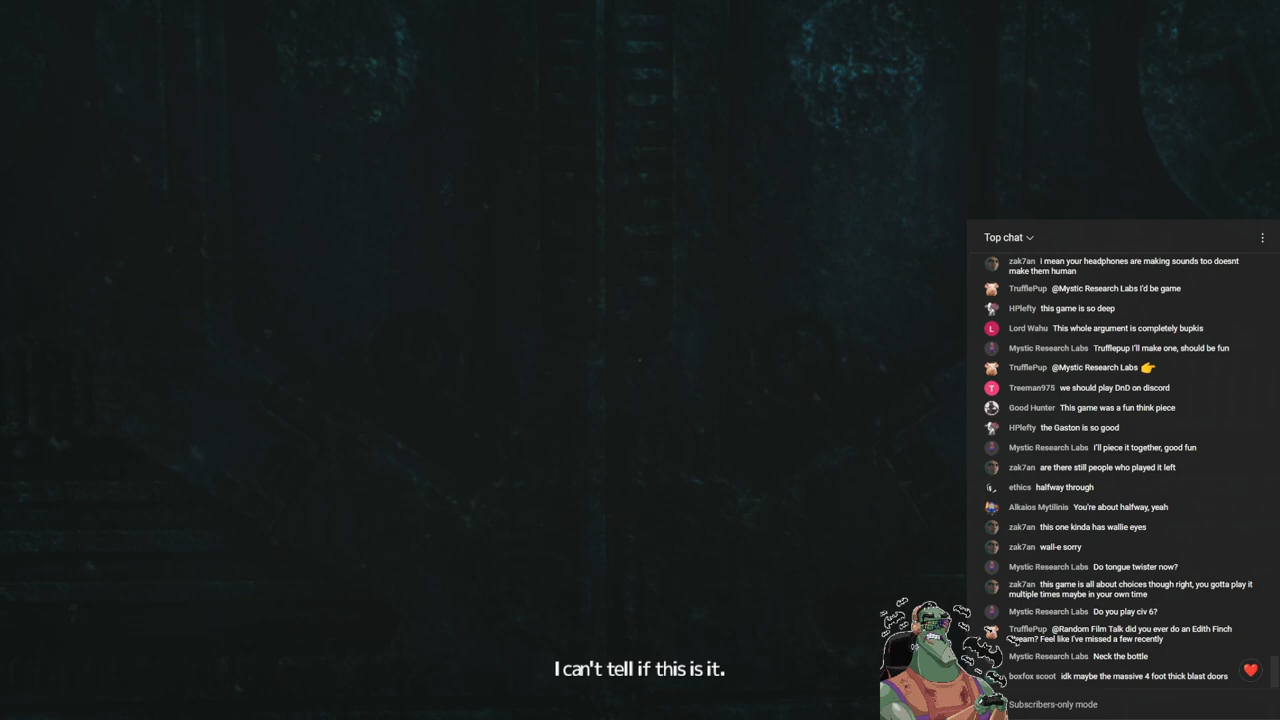 Top chat
zak7an I mean your headphones are making sounds too doesnt
make them human
TrufflePup @Mystic Research Labs I'd be game
HPlefty this game is so deep
L Lord Wahu This whole argument is completely bupkis
Mystic Research Labs Trufflepup I'll make one, should be fun
TrufflePup @Mystic Research Labs
T Treeman975 we should play DnD on discord
Good Hunter This game was a fun think piece
HPlefty the Gaston is so good
Mystic Research Labs I'll piece it together, good fun
zak7an are there still people who played it left
ethics halfway through
Alkaios Mytilinis You're about halfway, yeah
zak7an this one kinda has wallie eyes
zak7an wall-e sorry
Mystic Research Labs Do tongue twister now?
zak7an this game is all about choices though right, you gotta play it
multiple times maybe in your own time
Mystic Research Labs Do you play civ 6?
TrufflePup @Random Film Talk did you ever do an Edith Finch
stream? Feel like I've missed a few recently
Mystic Research Labs Neck the bottle
boxfox scoot idk maybe the massive 4 foot thick blast doors
Subscribers-only mode
I can't tell if this is it.